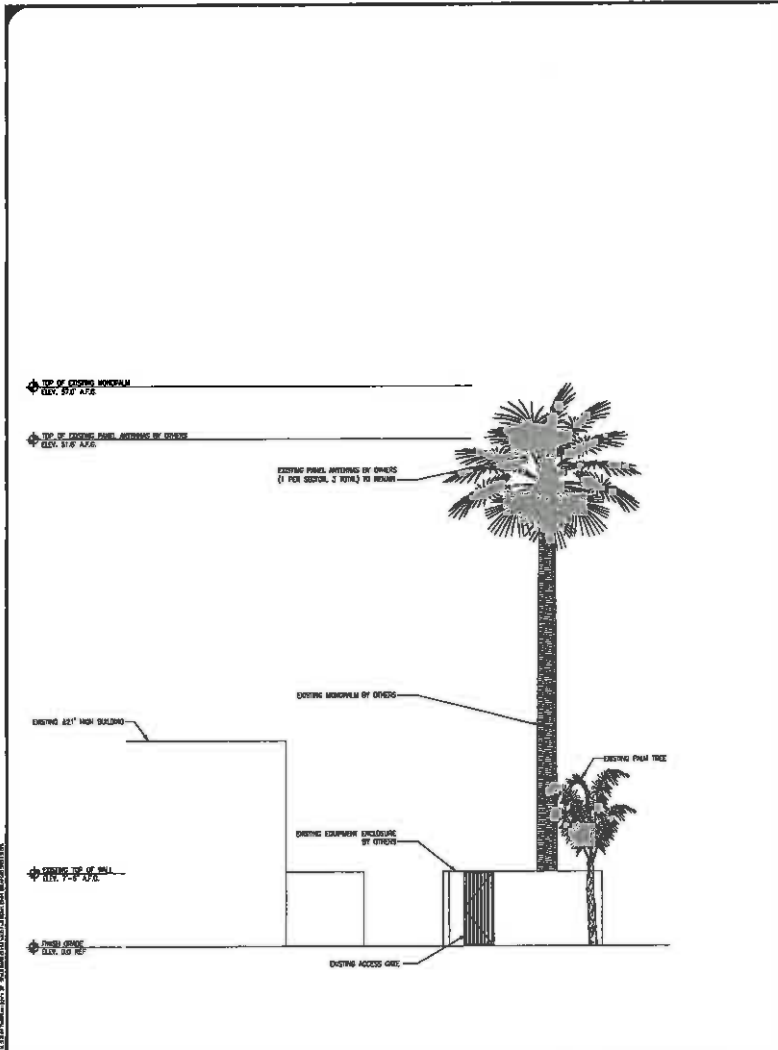 TOP OF EXISTING MONOPALM
ELEV. 57.0' A.F.G.
TOP OF EXISTING PANEL ANTENNAS BY OTHERS
ELEV. 51.6' A.F.G.
EXISTING PANEL ANTENNAS BY OTHERS
(1 PER SECTOR, 3 TOTAL) TO REMAIN
EXISTING MONOPALM BY OTHERS
EXISTING ±21' HIGH BUILDING
EXISTING PALM TREE
EXISTING EQUIPMENT ENCLOSURE
BY OTHERS
EXISTING TOP OF WALL
ELEV. 7'-6" A.F.G.
FINISH GRADE
ELEV. 0.0 REF
EXISTING ACCESS GATE